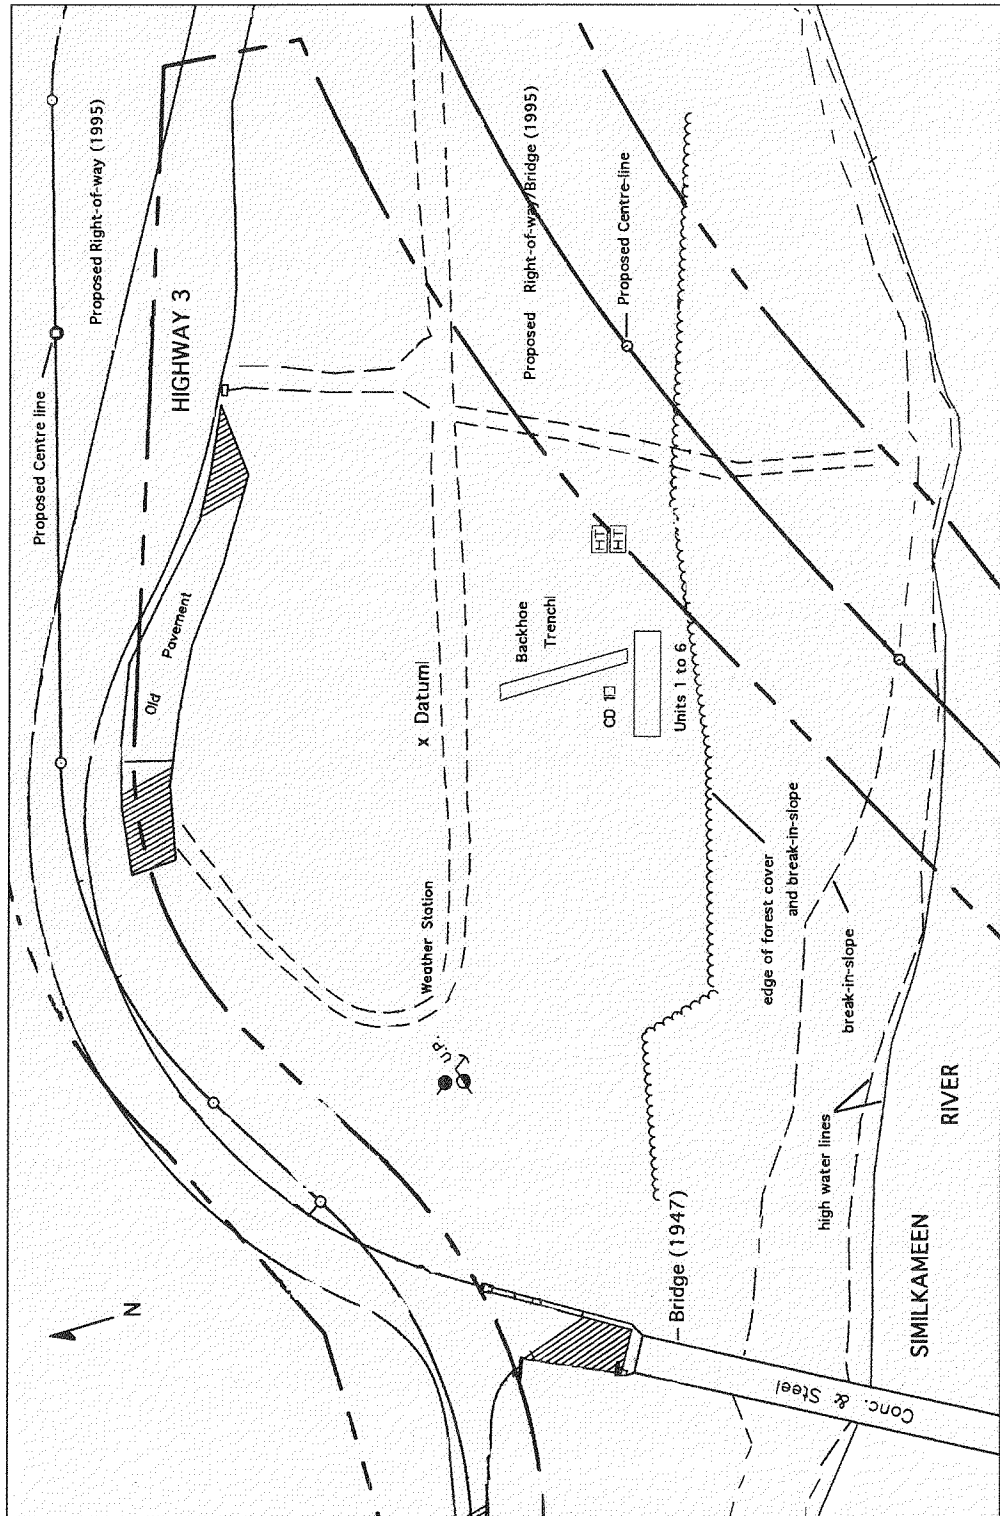 Proposed Centre line
Proposed Right-of-way (1995)
HIGHWAY 3
Old Pavement
Proposed Right-of-way/Bridge (1995)
Proposed Centre-line
HT
HT
Backhoe
Trench
x Datum
CD 1
Units 1 to 6
Weather Station
U.P.
edge of forest cover
and break-in-slope
break-in-slope
high water lines
N
Bridge (1947)
Conc. & Steel
SIMILKAMEEN
RIVER